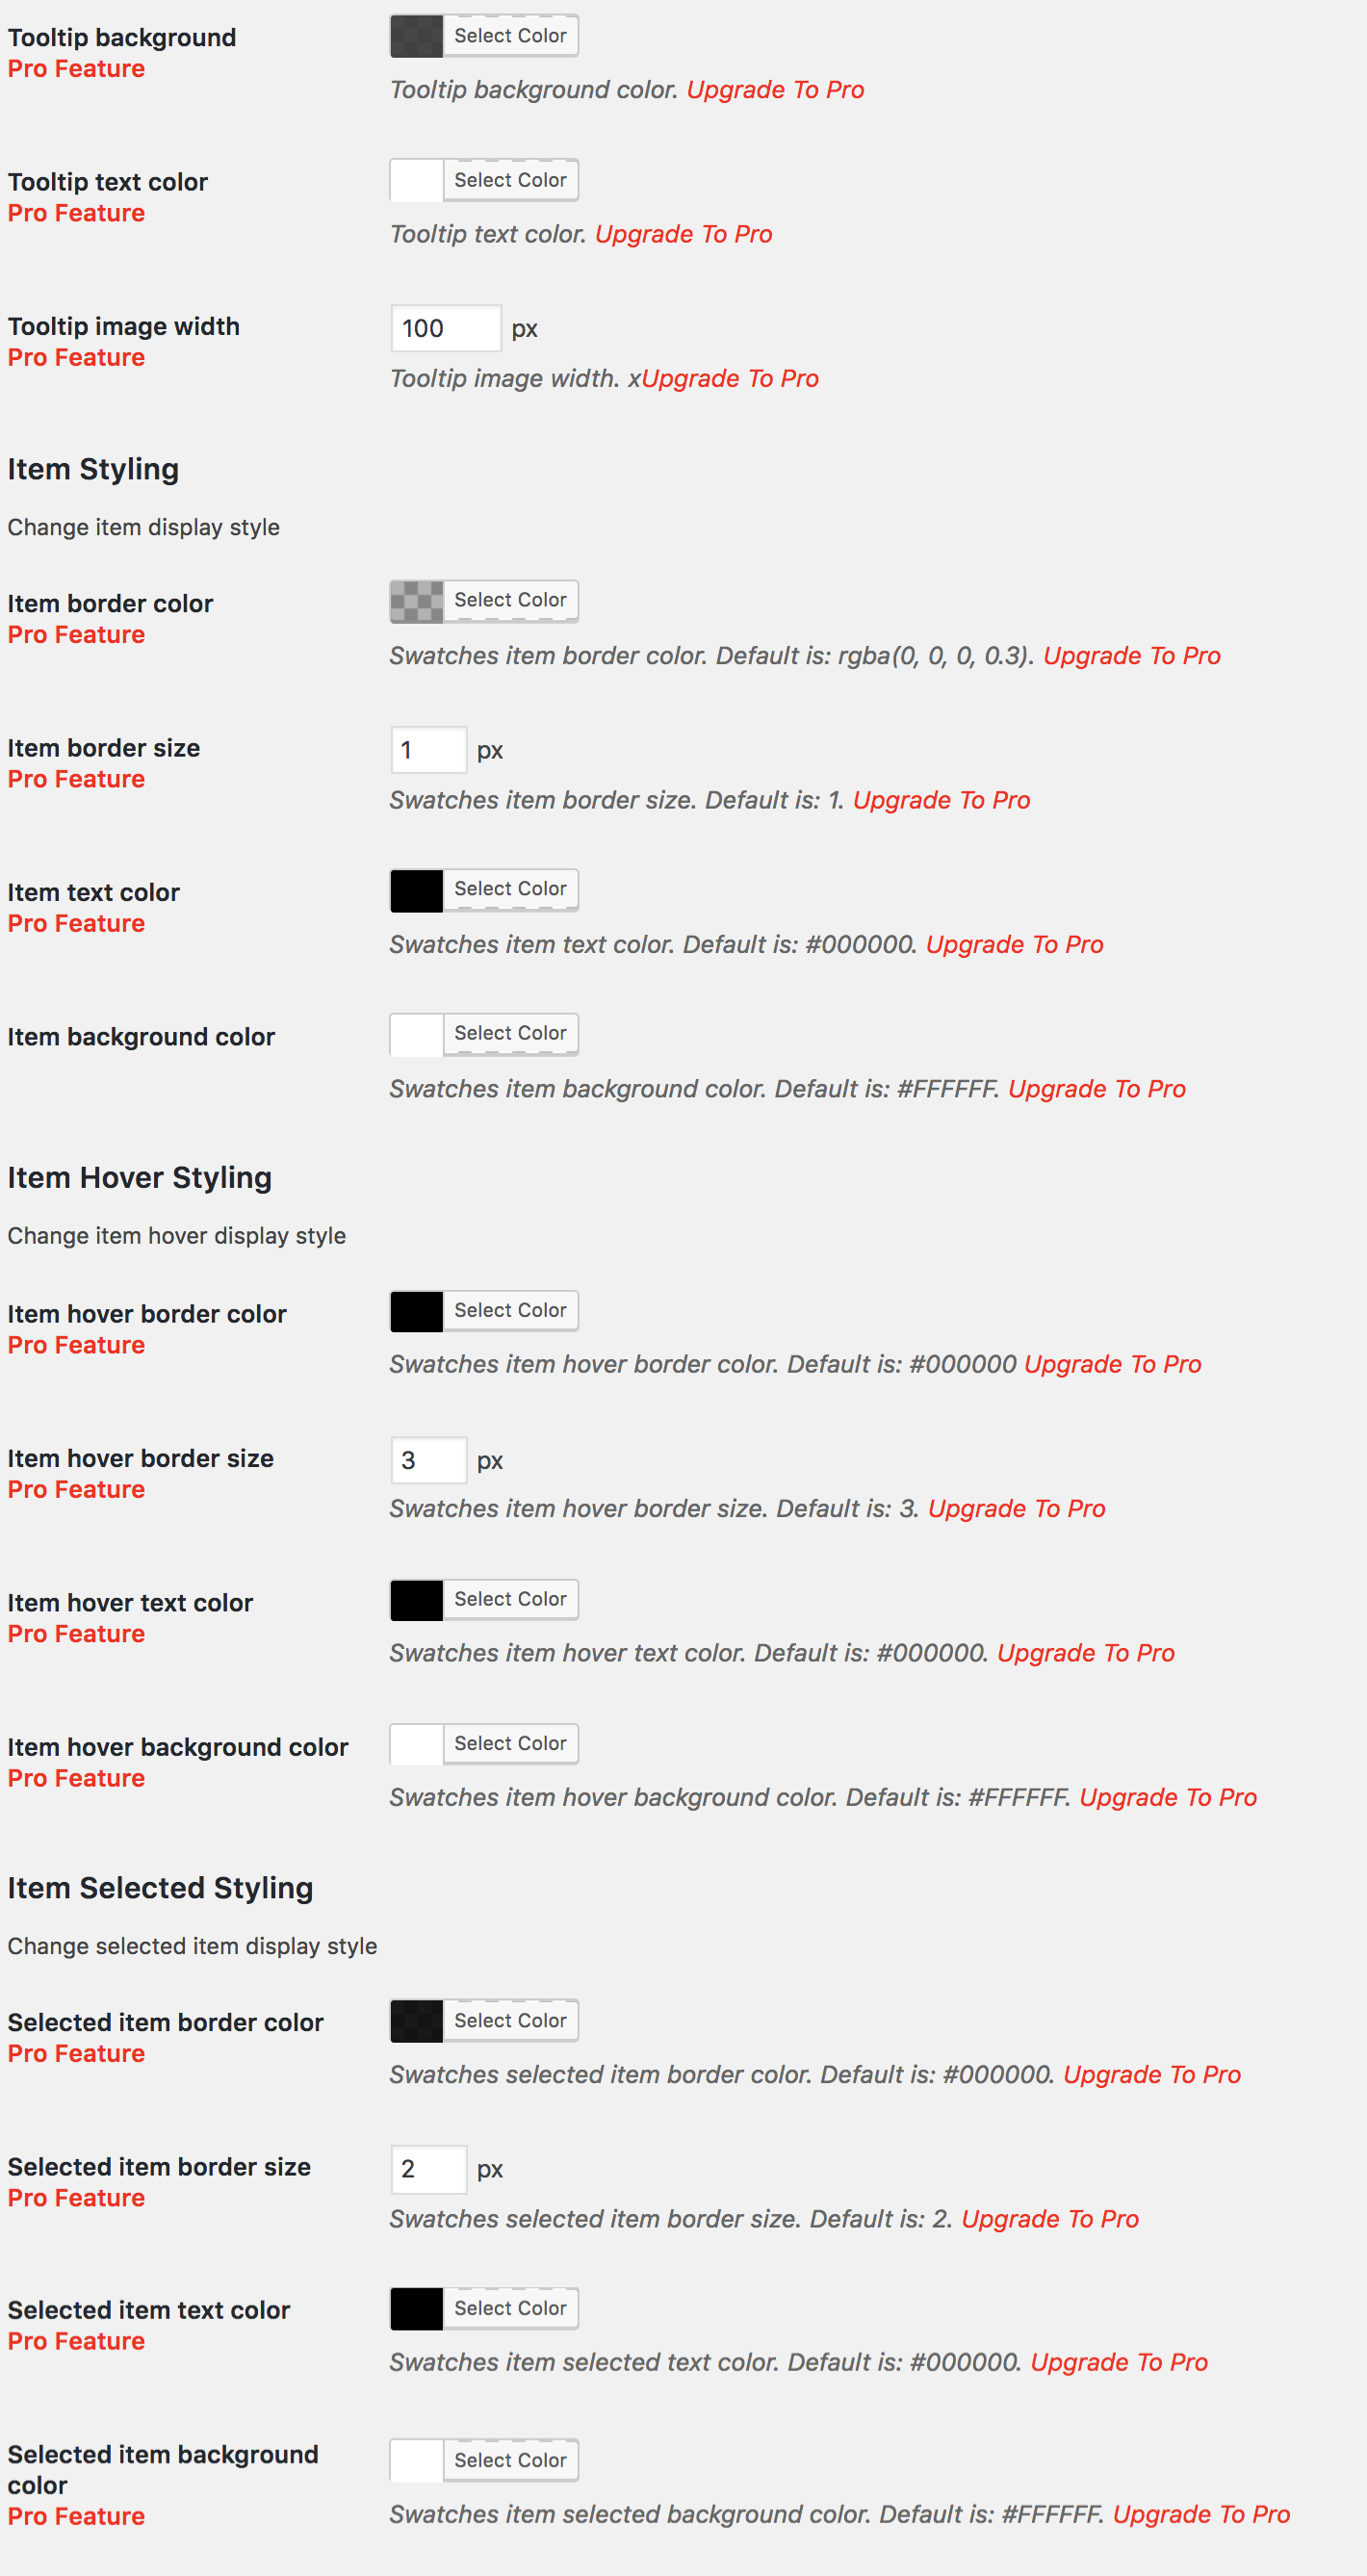 Tooltip background
Pro Feature
Select Color
Tooltip background color. Upgrade To Pro
Tooltip text color
Pro Feature
Select Color
Tooltip text color. Upgrade To Pro
Tooltip image width
Pro Feature
100 px
Tooltip image width. xUpgrade To Pro
Item Styling
Change item display style
Item border color
Pro Feature
Select Color
Swatches item border color. Default is: rgba(0, 0, 0, 0.3). Upgrade To Pro
Item border size
Pro Feature
1 px
Swatches item border size. Default is: 1. Upgrade To Pro
Item text color
Pro Feature
Select Color
Swatches item text color. Default is: #000000. Upgrade To Pro
Item background color
Select Color
Swatches item background color. Default is: #FFFFFF. Upgrade To Pro
Item Hover Styling
Change item hover display style
Item hover border color
Pro Feature
Select Color
Swatches item hover border color. Default is: #000000 Upgrade To Pro
Item hover border size
Pro Feature
3 px
Swatches item hover border size. Default is: 3. Upgrade To Pro
Item hover text color
Pro Feature
Select Color
Swatches item hover text color. Default is: #000000. Upgrade To Pro
Item hover background color
Pro Feature
Select Color
Swatches item hover background color. Default is: #FFFFFF. Upgrade To Pro
Item Selected Styling
Change selected item display style
Selected item border color
Pro Feature
Select Color
Swatches selected item border color. Default is: #000000. Upgrade To Pro
Selected item border size
Pro Feature
2 px
Swatches selected item border size. Default is: 2. Upgrade To Pro
Selected item text color
Pro Feature
Select Color
Swatches item selected text color. Default is: #000000. Upgrade To Pro
Selected item background
color
Pro Feature
Select Color
Swatches item selected background color. Default is: #FFFFFF. Upgrade To Pro